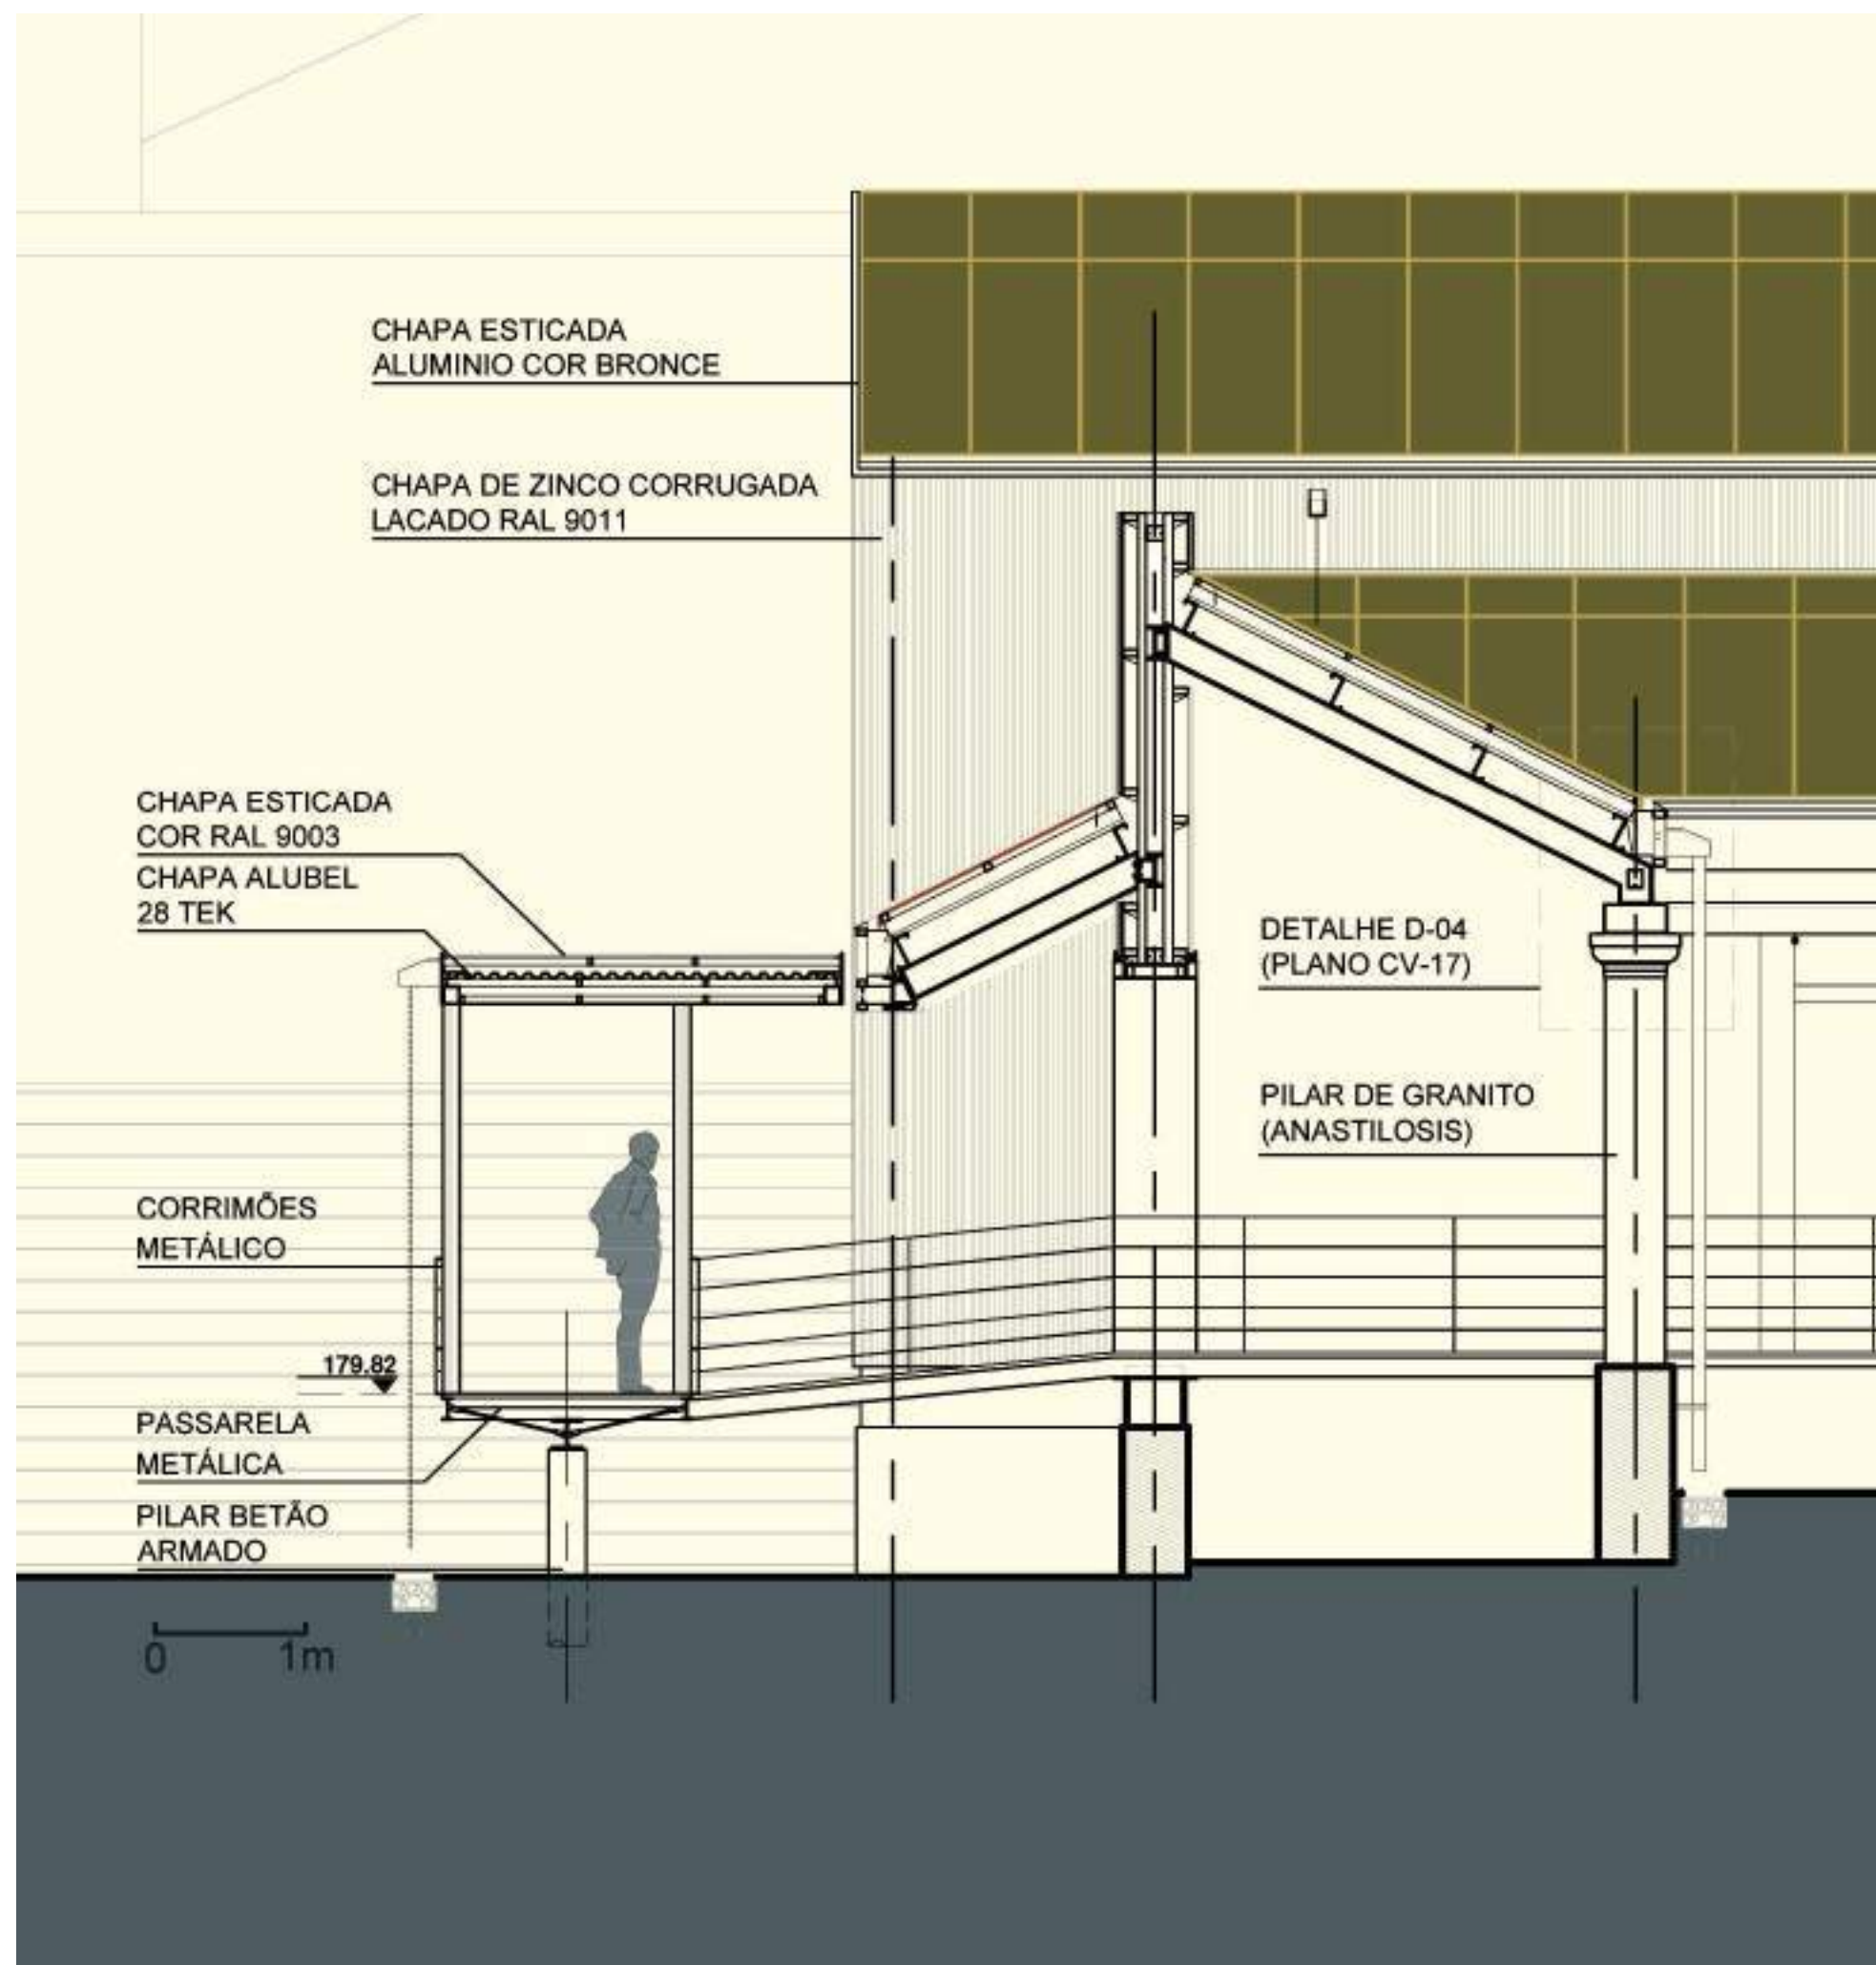 CHAPA ESTICADA
ALUMINIO COR BRONCE
CHAPA DE ZINCO CORRUGADA
LACADO RAL 9011
CHAPA ESTICADA
COR RAL 9003
CHAPA ALUBEL
28 TEK
DETALHE D-04
(PLANO CV-17)
PILAR DE GRANITO
(ANASTILOSIS)
CORRIMÕES
METÁLICO
179.82
PASSARELA
METÁLICA
PILAR BETÃO
ARMADO
0 1m